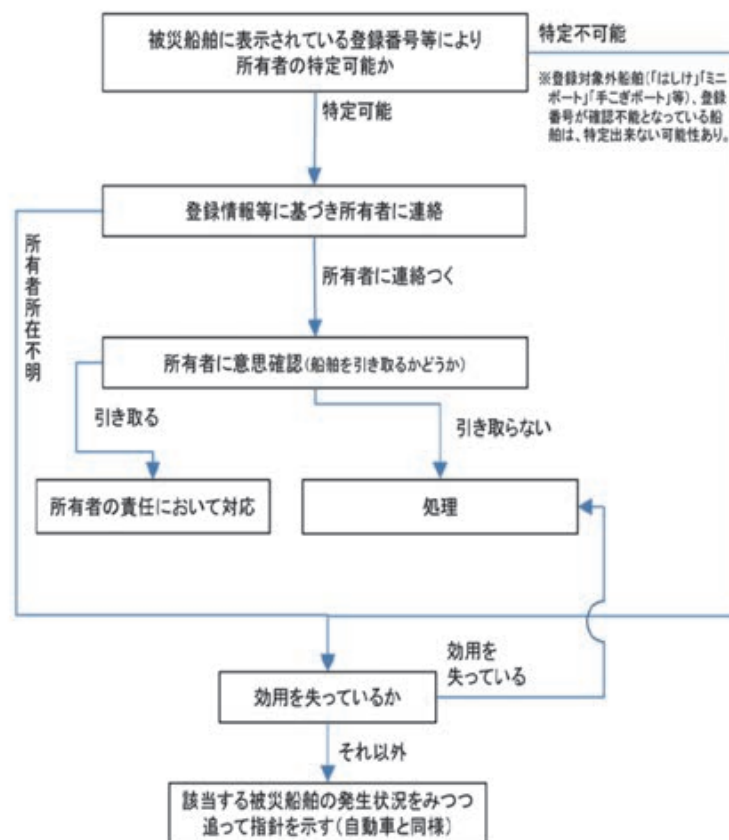 被災船舶に表示されている登録番号等により
所有者の特定可能か
特定不可能
※登録対象外船舶(「はしけ」「ミニ
ボート」「手こぎボート」等)、登録
番号が確認不能となっている船
舶は、特定出来ない可能性あり。
特定可能
登録情報等に基づき所有者に連絡
所有者所在不明
所有者に連絡つく
所有者に意思確認(船舶を引き取るかどうか)
引き取る
引き取らない
所有者の責任において対応
処理
効用を失っているか
効用を
失っている
それ以外
該当する被災船舶の発生状況をみつつ
追って指針を示す(自動車と同様)